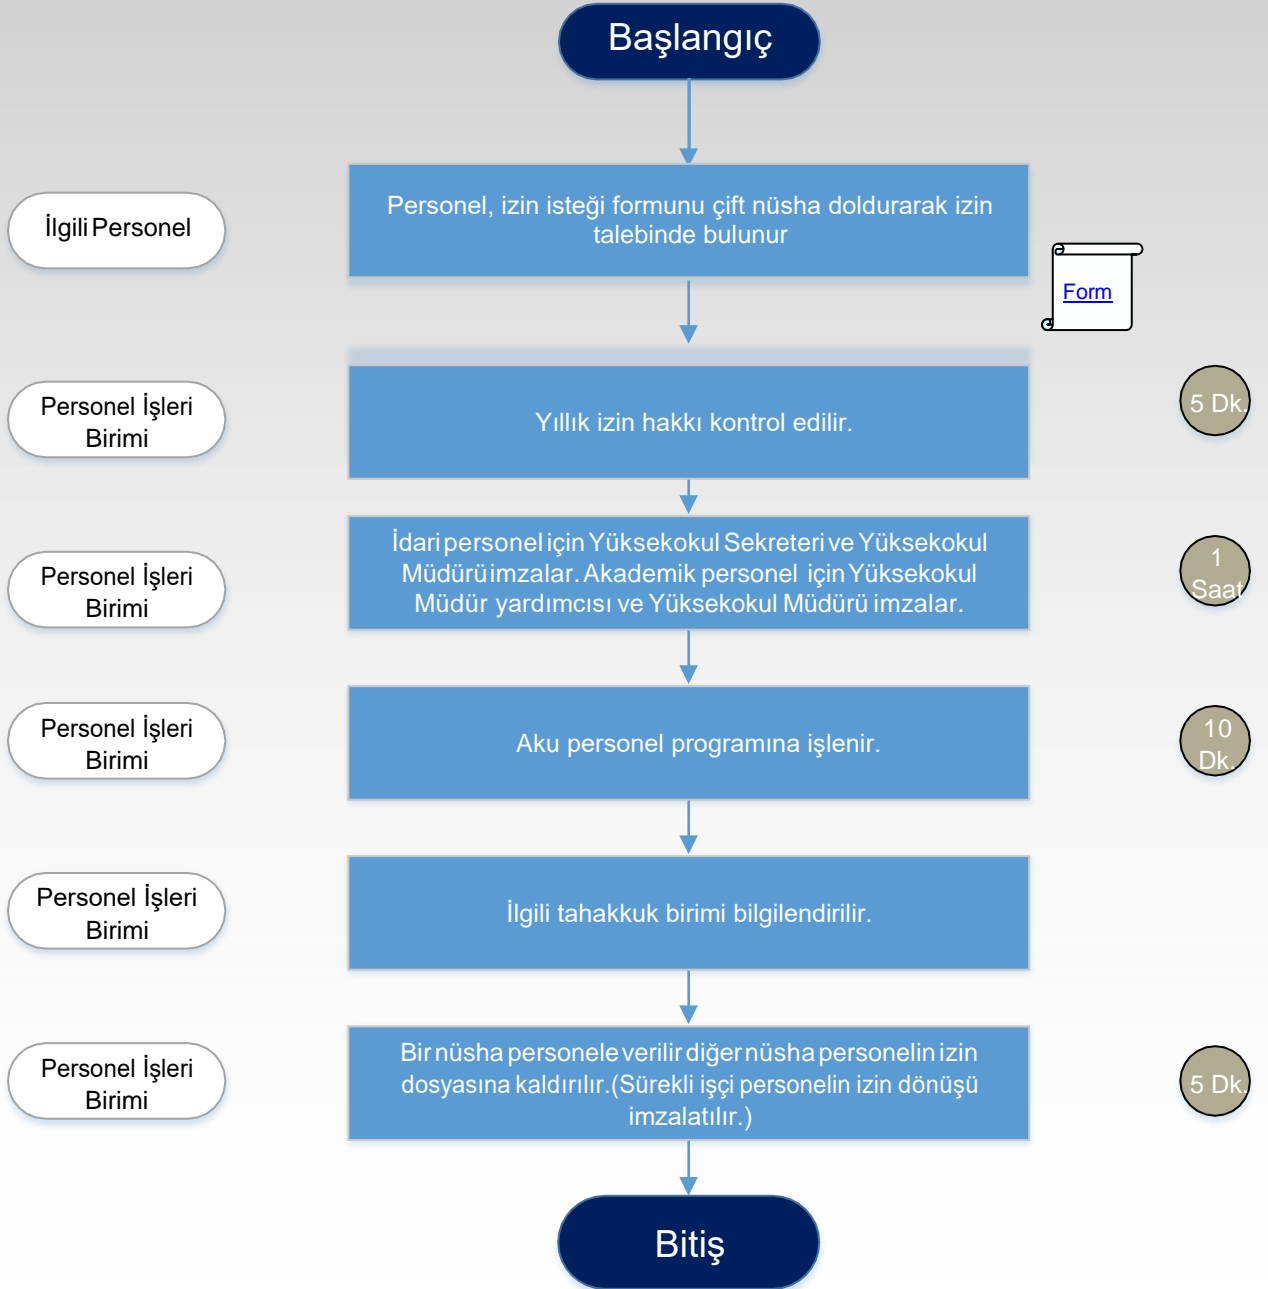 Başlangıç
İlgili Personel
Personel, izin isteği formunu çift nüsha doldurarak izin
talebinde bulunur
Form
Personel İşleri
Birimi
Yıllık izin hakkı kontrol edilir.
5 Dk.
Personel İşleri
Birimi
İdari personel için Yüksekokul Sekreteri ve Yüksekokul
Müdürü imzalar. Akademik personel için Yüksekokul
Müdür yardımcısı ve Yüksekokul Müdürü imzalar.
1
Saat
Personel İşleri
Birimi
Aku personel programına işlenir.
10
Dk.
Personel İşleri
Birimi
İlgili tahakkuk birimi bilgilendirilir.
Personel İşleri
Birimi
Bir nüsha personele verilir diğer nüsha personelin izin
dosyasına kaldırılır.(Sürekli işçi personelin izin dönüşü
imzalatılır.)
5 Dk.
Bitiş